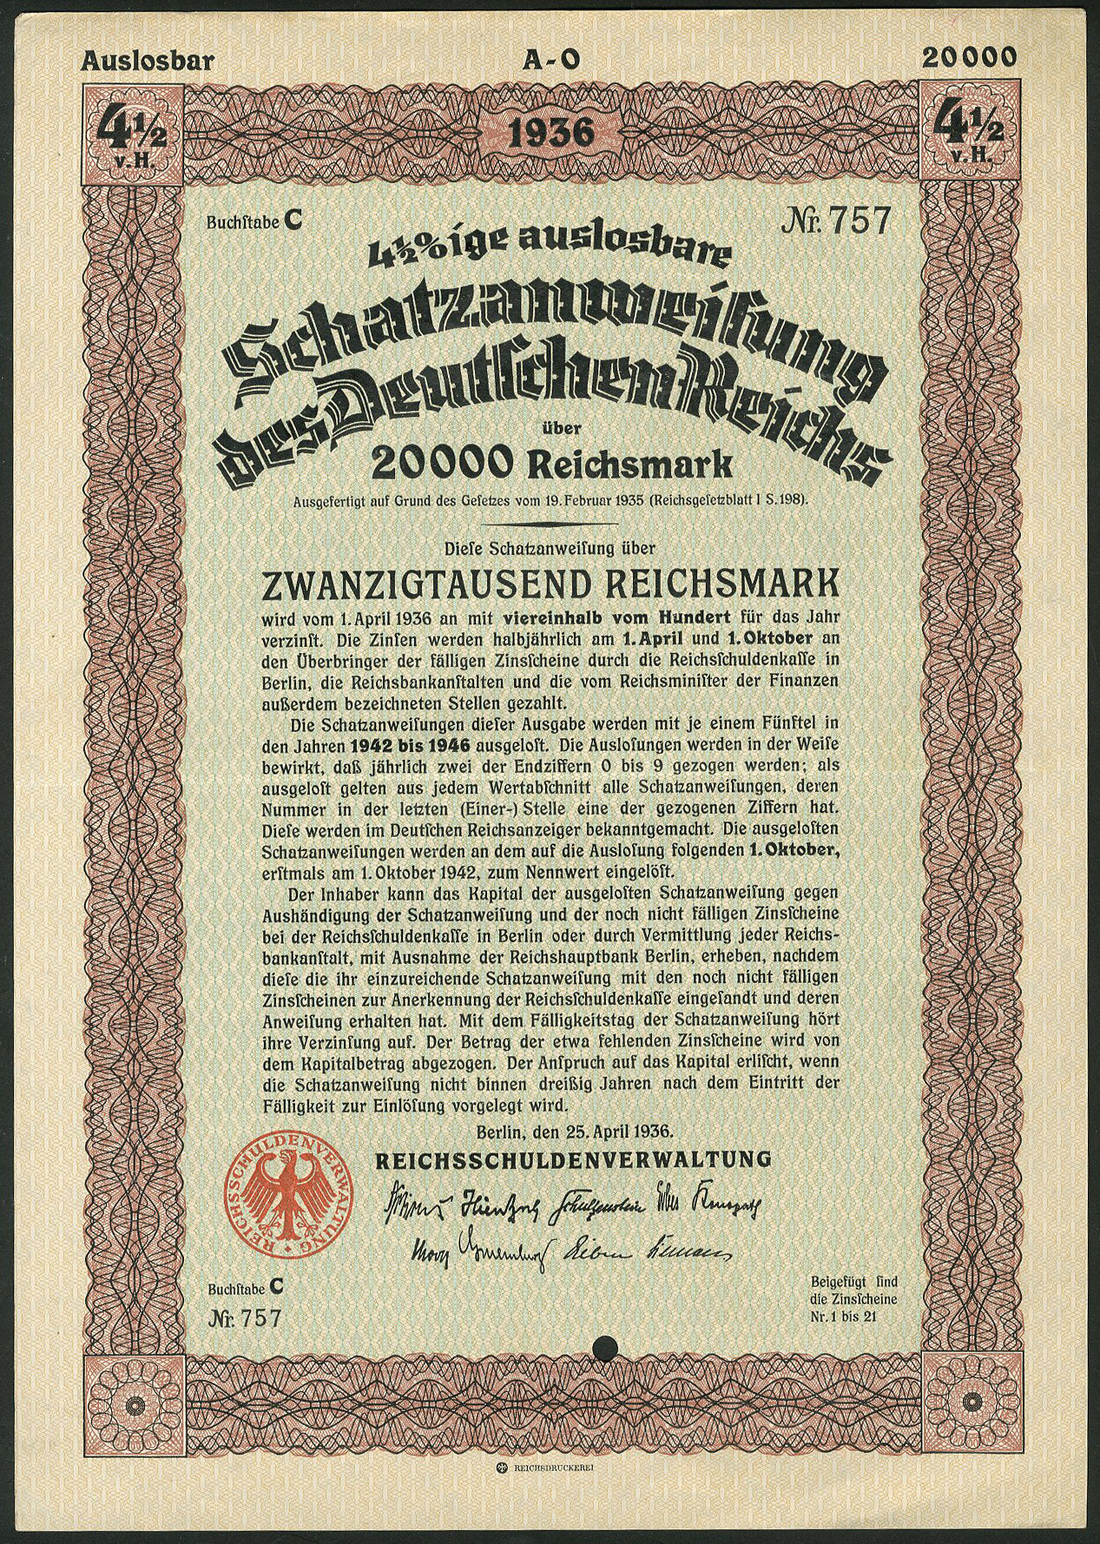 Auslosbar A-O 20000
4½ v.H. 1936 4½ v.H.
Buchſtabe C Nr. 757
4½%ige auslosbare
Schatzanweiſung
des Deutſchen Reichs
über
20000 Reichsmark
Ausgefertigt auf Grund des Geſetzes vom 19. Februar 1935 (Reichsgeſetzblatt I S. 198).
Dieſe Schatzanweiſung über
ZWANZIGTAUSEND REICHSMARK
wird vom 1. April 1936 an mit viereinhalb vom Hundert für das Jahr
verzinſt. Die Zinſen werden halbjährlich am 1. April und 1. Oktober an
den Überbringer der fälligen Zinsſcheine durch die Reichsſchuldenkaſſe in
Berlin, die Reichsbankanſtalten und die vom Reichsminiſter der Finanzen
außerdem bezeichneten Stellen gezahlt.
Die Schatzanweiſungen dieſer Ausgabe werden mit je einem Fünftel in
den Jahren 1942 bis 1946 ausgeloſt. Die Ausloſungen werden in der Weiſe
bewirkt, daß jährlich zwei der Endziffern 0 bis 9 gezogen werden; als
ausgeloſt gelten aus jedem Wertabſchnitt alle Schatzanweiſungen, deren
Nummer in der letzten (Einer-) Stelle eine der gezogenen Ziffern hat.
Dieſe werden im Deutſchen Reichsanzeiger bekanntgemacht. Die ausgeloſten
Schatzanweiſungen werden an dem auf die Ausloſung folgenden 1. Oktober,
erſtmals am 1. Oktober 1942, zum Nennwert eingelöſt.
Der Inhaber kann das Kapital der ausgeloſten Schatzanweiſung gegen
Aushändigung der Schatzanweiſung und der noch nicht fälligen Zinsſcheine
bei der Reichsſchuldenkaſſe in Berlin oder durch Vermittlung jeder Reichs-
bankanſtalt, mit Ausnahme der Reichshauptbank Berlin, erheben, nachdem
dieſe die ihr einzureichende Schatzanweiſung mit den noch nicht fälligen
Zinsſcheinen zur Anerkennung der Reichsſchuldenkaſſe eingeſandt und deren
Anweiſung erhalten hat. Mit dem Fälligkeitstag der Schatzanweiſung hört
ihre Verzinſung auf. Der Betrag der etwa fehlenden Zinsſcheine wird von
dem Kapitalbetrag abgezogen. Der Anſpruch auf das Kapital erliſcht, wenn
die Schatzanweiſung nicht binnen dreißig Jahren nach dem Eintritt der
Fälligkeit zur Einlöſung vorgelegt wird.
Berlin, den 25. April 1936.
REICHSSCHULDENVERWALTUNG
REICHSSCHULDENVERWALTUNG
Buchſtabe C
Nr. 757
Beigefügt ſind
die Zinsſcheine
Nr. 1 bis 21
REICHSDRUCKEREI